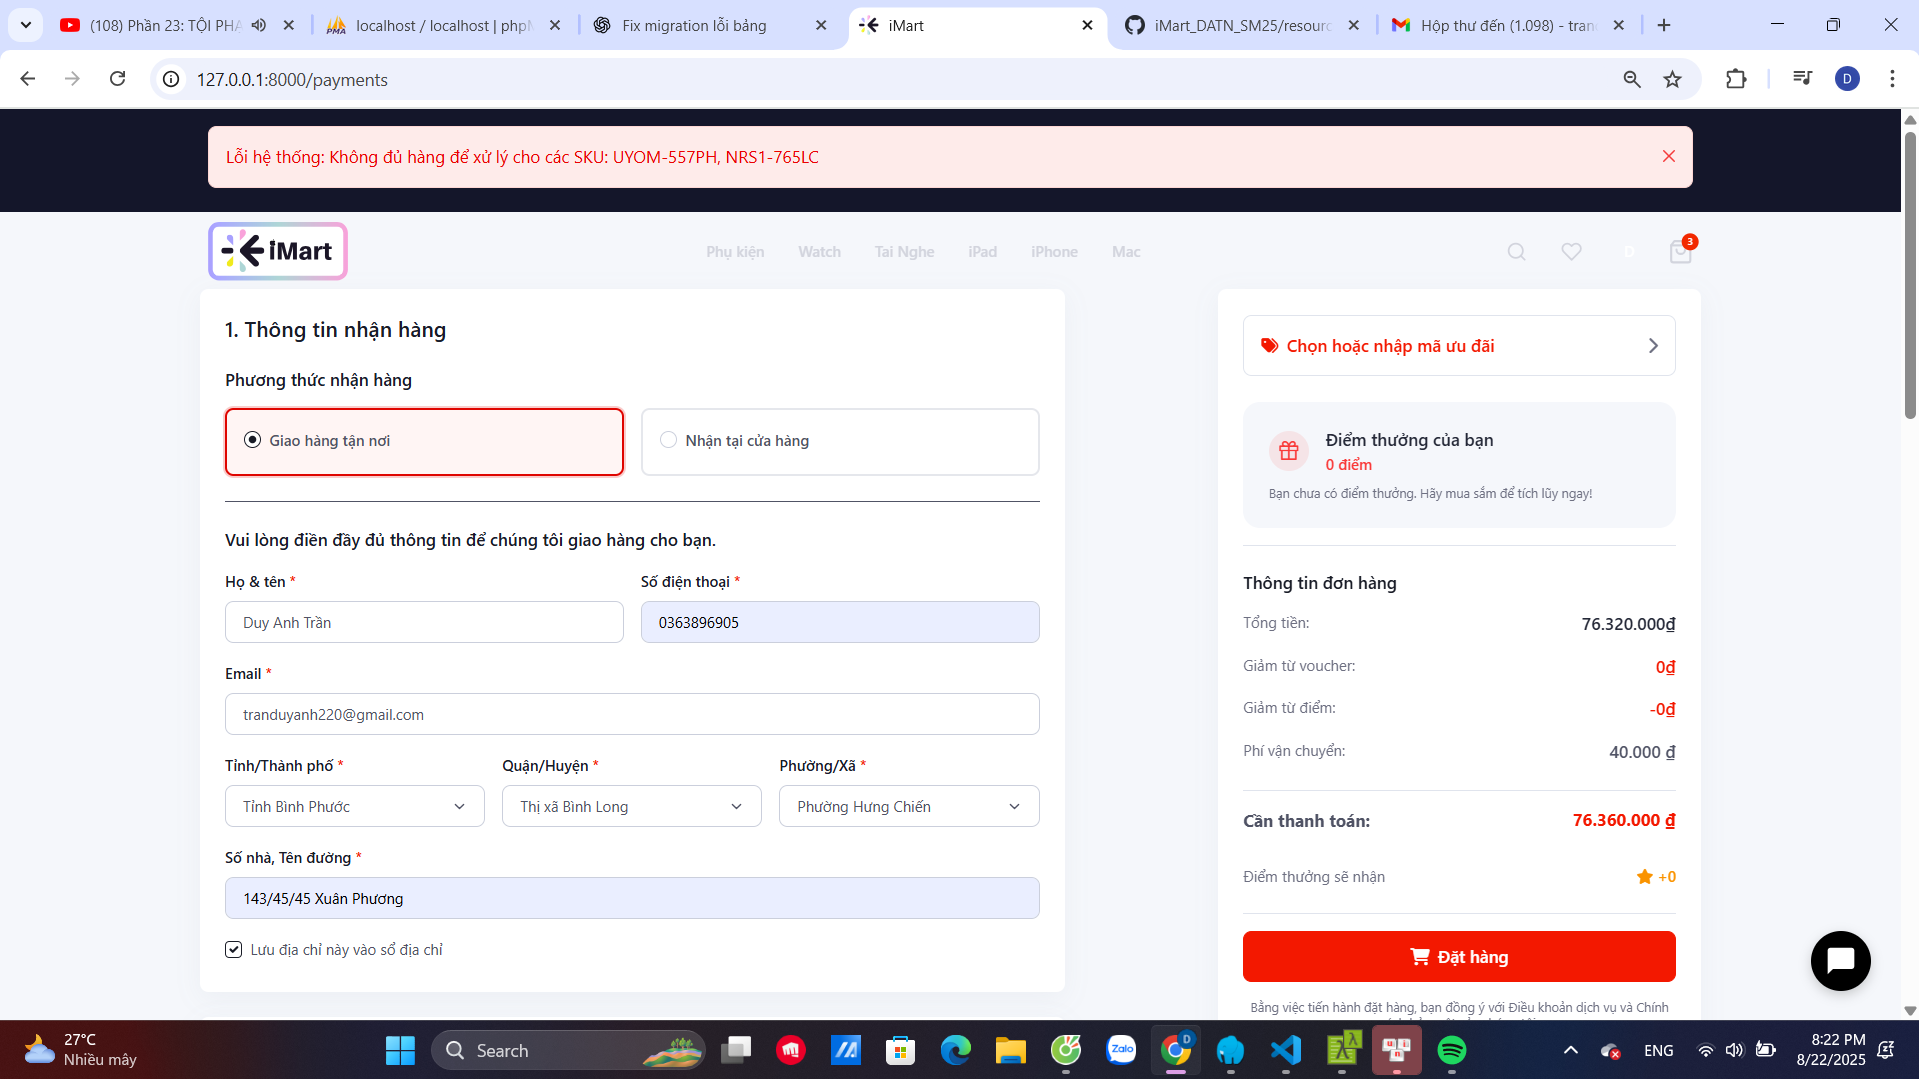 (108) Phần 23: TỘI PHẠ
localhost / localhost | phpM
Fix migration lỗi bảng
iMart
iMart_DATN_SM25/resourc
Hộp thư đến (1.098) - tran
127.0.0.1:8000/payments
D
Lỗi hệ thống: Không đủ hàng để xử lý cho các SKU: UYOM-557PH, NRS1-765LC
iMart
Phụ kiện
Watch
Tai Nghe
iPad
iPhone
Mac
D
3
1. Thông tin nhận hàng
Phương thức nhận hàng
Giao hàng tận nơi
Nhận tại cửa hàng
Vui lòng điền đầy đủ thông tin để chúng tôi giao hàng cho bạn.
Họ & tên *
Số điện thoại *
Duy Anh Trần
0363896905
Email *
tranduyanh220@gmail.com
Tỉnh/Thành phố *
Quận/Huyện *
Phường/Xã *
Tỉnh Bình Phước
Thị xã Bình Long
Phường Hưng Chiến
Số nhà, Tên đường *
143/45/45 Xuân Phương
Lưu địa chỉ này vào sổ địa chỉ
Chọn hoặc nhập mã ưu đãi
Điểm thưởng của bạn
0 điểm
Bạn chưa có điểm thưởng. Hãy mua sắm để tích lũy ngay!
Thông tin đơn hàng
Tổng tiền: 76.320.000₫
Giảm từ voucher: 0₫
Giảm từ điểm: -0₫
Phí vận chuyển: 40.000 ₫
Cần thanh toán: 76.360.000 ₫
Điểm thưởng sẽ nhận +0
Đặt hàng
Bằng việc tiến hành đặt hàng, bạn đồng ý với Điều khoản dịch vụ và Chính
27°C
Nhiều mây
Search
Zalo
D
ENG
8:22 PM
8/22/2025